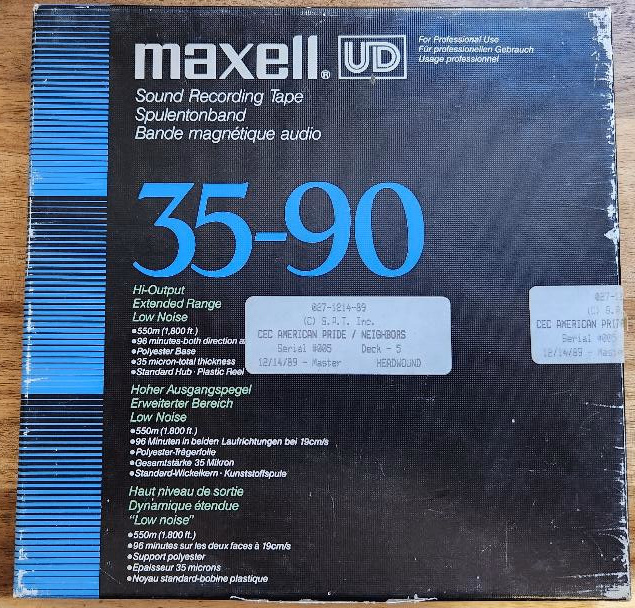 maxell® UD
For Professional Use
Für professionellen Gebrauch
Usage professionnel
Sound Recording Tape
Spulentonband
Bande magnétique audio
35-90
Hi-Output
Extended Range
Low Noise
•550m (1,800 ft.)
•96 minutes-both direction a
•Polyester Base
•35 micron-total thickness
•Standard Hub · Plastic Reel
027-1214-89
(C) S.P.T. Inc.
CEC AMERICAN PRIDE / NEIGHBORS
Serial #005 Deck - S
12/14/89 - Master HEADWOUND
027-1
(C) S.P
CEC AMERICAN PRIT
Serial #005
12/14/89 - Mas
Hoher Ausgangspegel
Erweiterter Bereich
Low Noise
•550m (1.800 ft.)
•96 Minuten in beiden Laufrichtungen bei 19cm/s
•Polyester-Trägerfolie
•Gesamtstärke 35 Mikron
•Standard-Wickelkern · Kunststoffspule
Haut niveau de sortie
Dynamique étendue
"Low noise"
•550m (1.800 ft.)
•96 minutes sur les deux faces à 19cm/s
•Support polyester
•Epaisseur 35 microns
•Noyau standard-bobine plastique